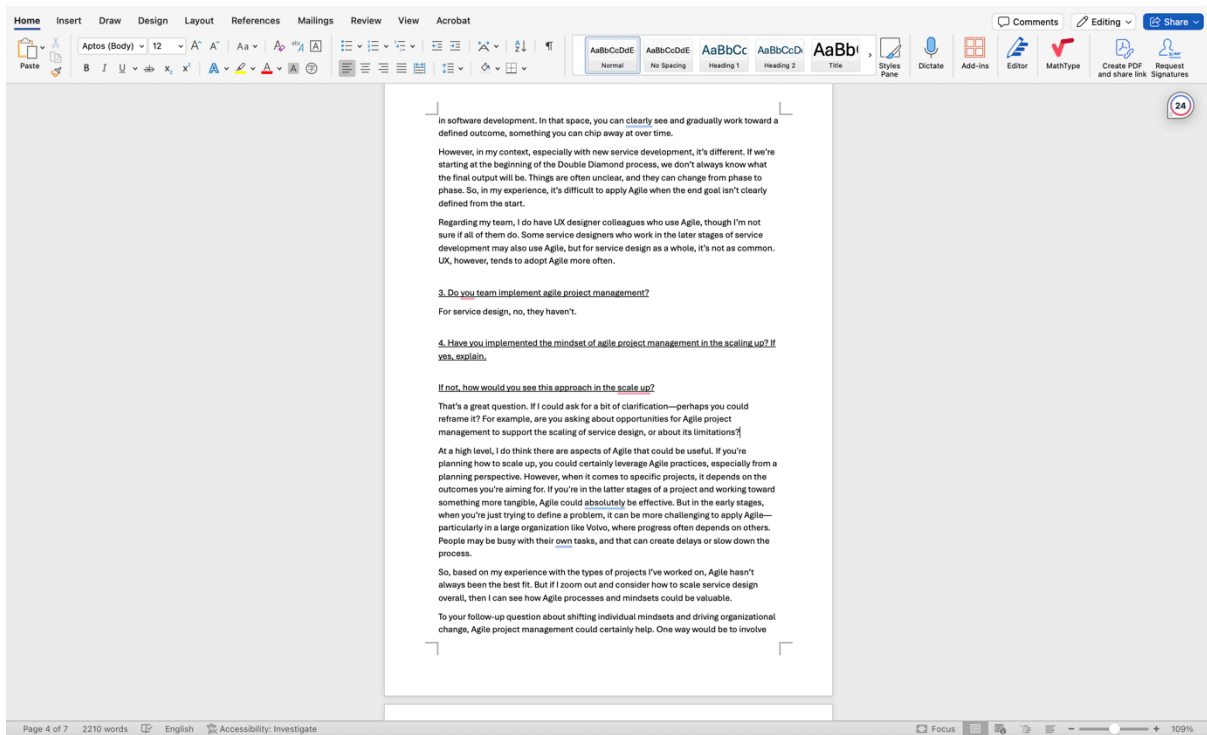 Home Insert Draw Design Layout References Mailings Review View Acrobat Comments Editing Share
Aptos (Body) 12 A A Aa A A
Paste B I U ab x, x² A A A
AaBbCcDdE AaBbCcDdE AaBbCc AaBbCcD AaBb
Normal No Spacing Heading 1 Heading 2 Title
Styles Pane Dictate Add-ins Editor MathType Create PDF and share link Request Signatures
24
in software development. In that space, you can clearly see and gradually work toward a
defined outcome, something you can chip away at over time.
However, in my context, especially with new service development, it's different. If we're
starting at the beginning of the Double Diamond process, we don't always know what
the final output will be. Things are often unclear, and they can change from phase to
phase. So, in my experience, it's difficult to apply Agile when the end goal isn't clearly
defined from the start.
Regarding my team, I do have UX designer colleagues who use Agile, though I'm not
sure if all of them do. Some service designers who work in the later stages of service
development may also use Agile, but for service design as a whole, it's not as common.
UX, however, tends to adopt Agile more often.
3. Do you team implement agile project management?
For service design, no, they haven't.
4. Have you implemented the mindset of agile project management in the scaling up? If
yes, explain.
If not, how would you see this approach in the scale up?
That's a great question. If I could ask for a bit of clarification—perhaps you could
reframe it? For example, are you asking about opportunities for Agile project
management to support the scaling of service design, or about its limitations?
At a high level, I do think there are aspects of Agile that could be useful. If you're
planning how to scale up, you could certainly leverage Agile practices, especially from a
planning perspective. However, when it comes to specific projects, it depends on the
outcomes you're aiming for. If you're in the latter stages of a project and working toward
something more tangible, Agile could absolutely be effective. But in the early stages,
when you're just trying to define a problem, it can be more challenging to apply Agile—
particularly in a large organization like Volvo, where progress often depends on others.
People may be busy with their own tasks, and that can create delays or slow down the
process.
So, based on my experience with the types of projects I've worked on, Agile hasn't
always been the best fit. But if I zoom out and consider how to scale service design
overall, then I can see how Agile processes and mindsets could be valuable.
To your follow-up question about shifting individual mindsets and driving organizational
change, Agile project management could certainly help. One way would be to involve
Page 4 of 7 2210 words English Accessibility: Investigate Focus 109%